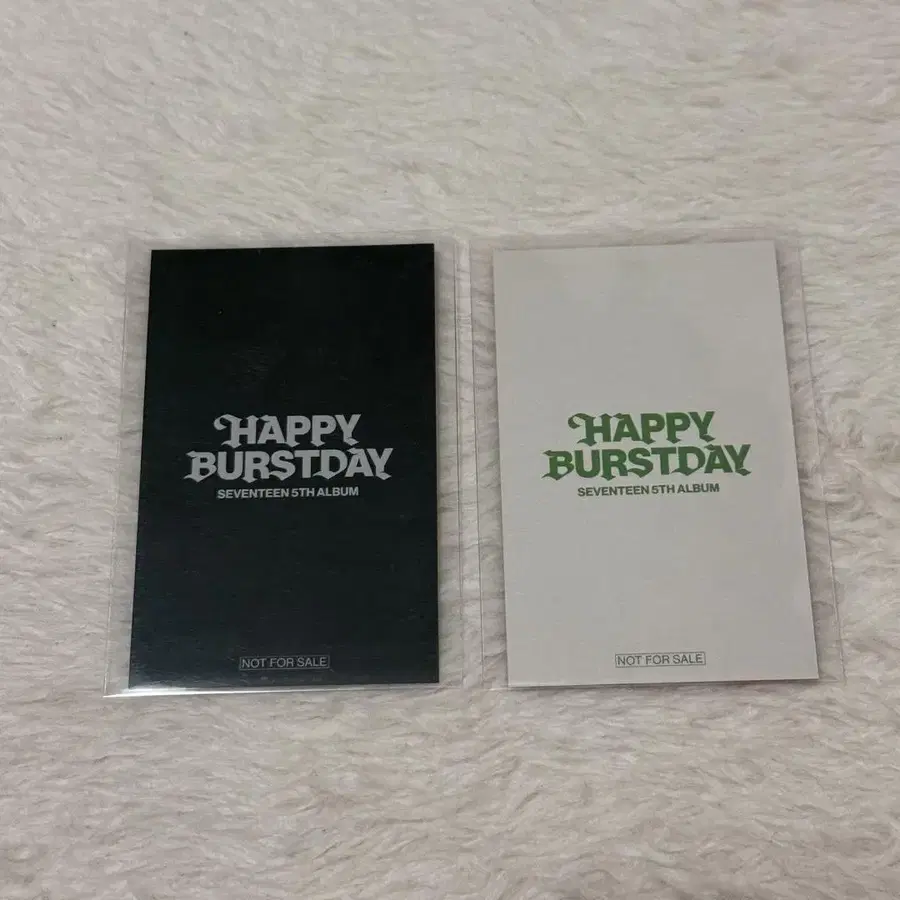 HAPPY
BURSTDAY
SEVENTEEN 5TH ALBUM
NOT FOR SALE
HAPPY
BURSTDAY
SEVENTEEN 5TH ALBUM
NOT FOR SALE